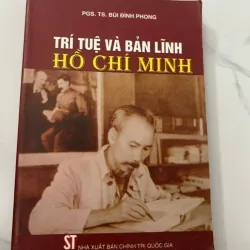 PGS. TS. BÙI ĐÌNH PHONG
TRÍ TUỆ VÀ BẢN LĨNH
HỒ CHÍ MINH
ST
NHÀ XUẤT BẢN CHÍNH TRỊ QUỐC GIA